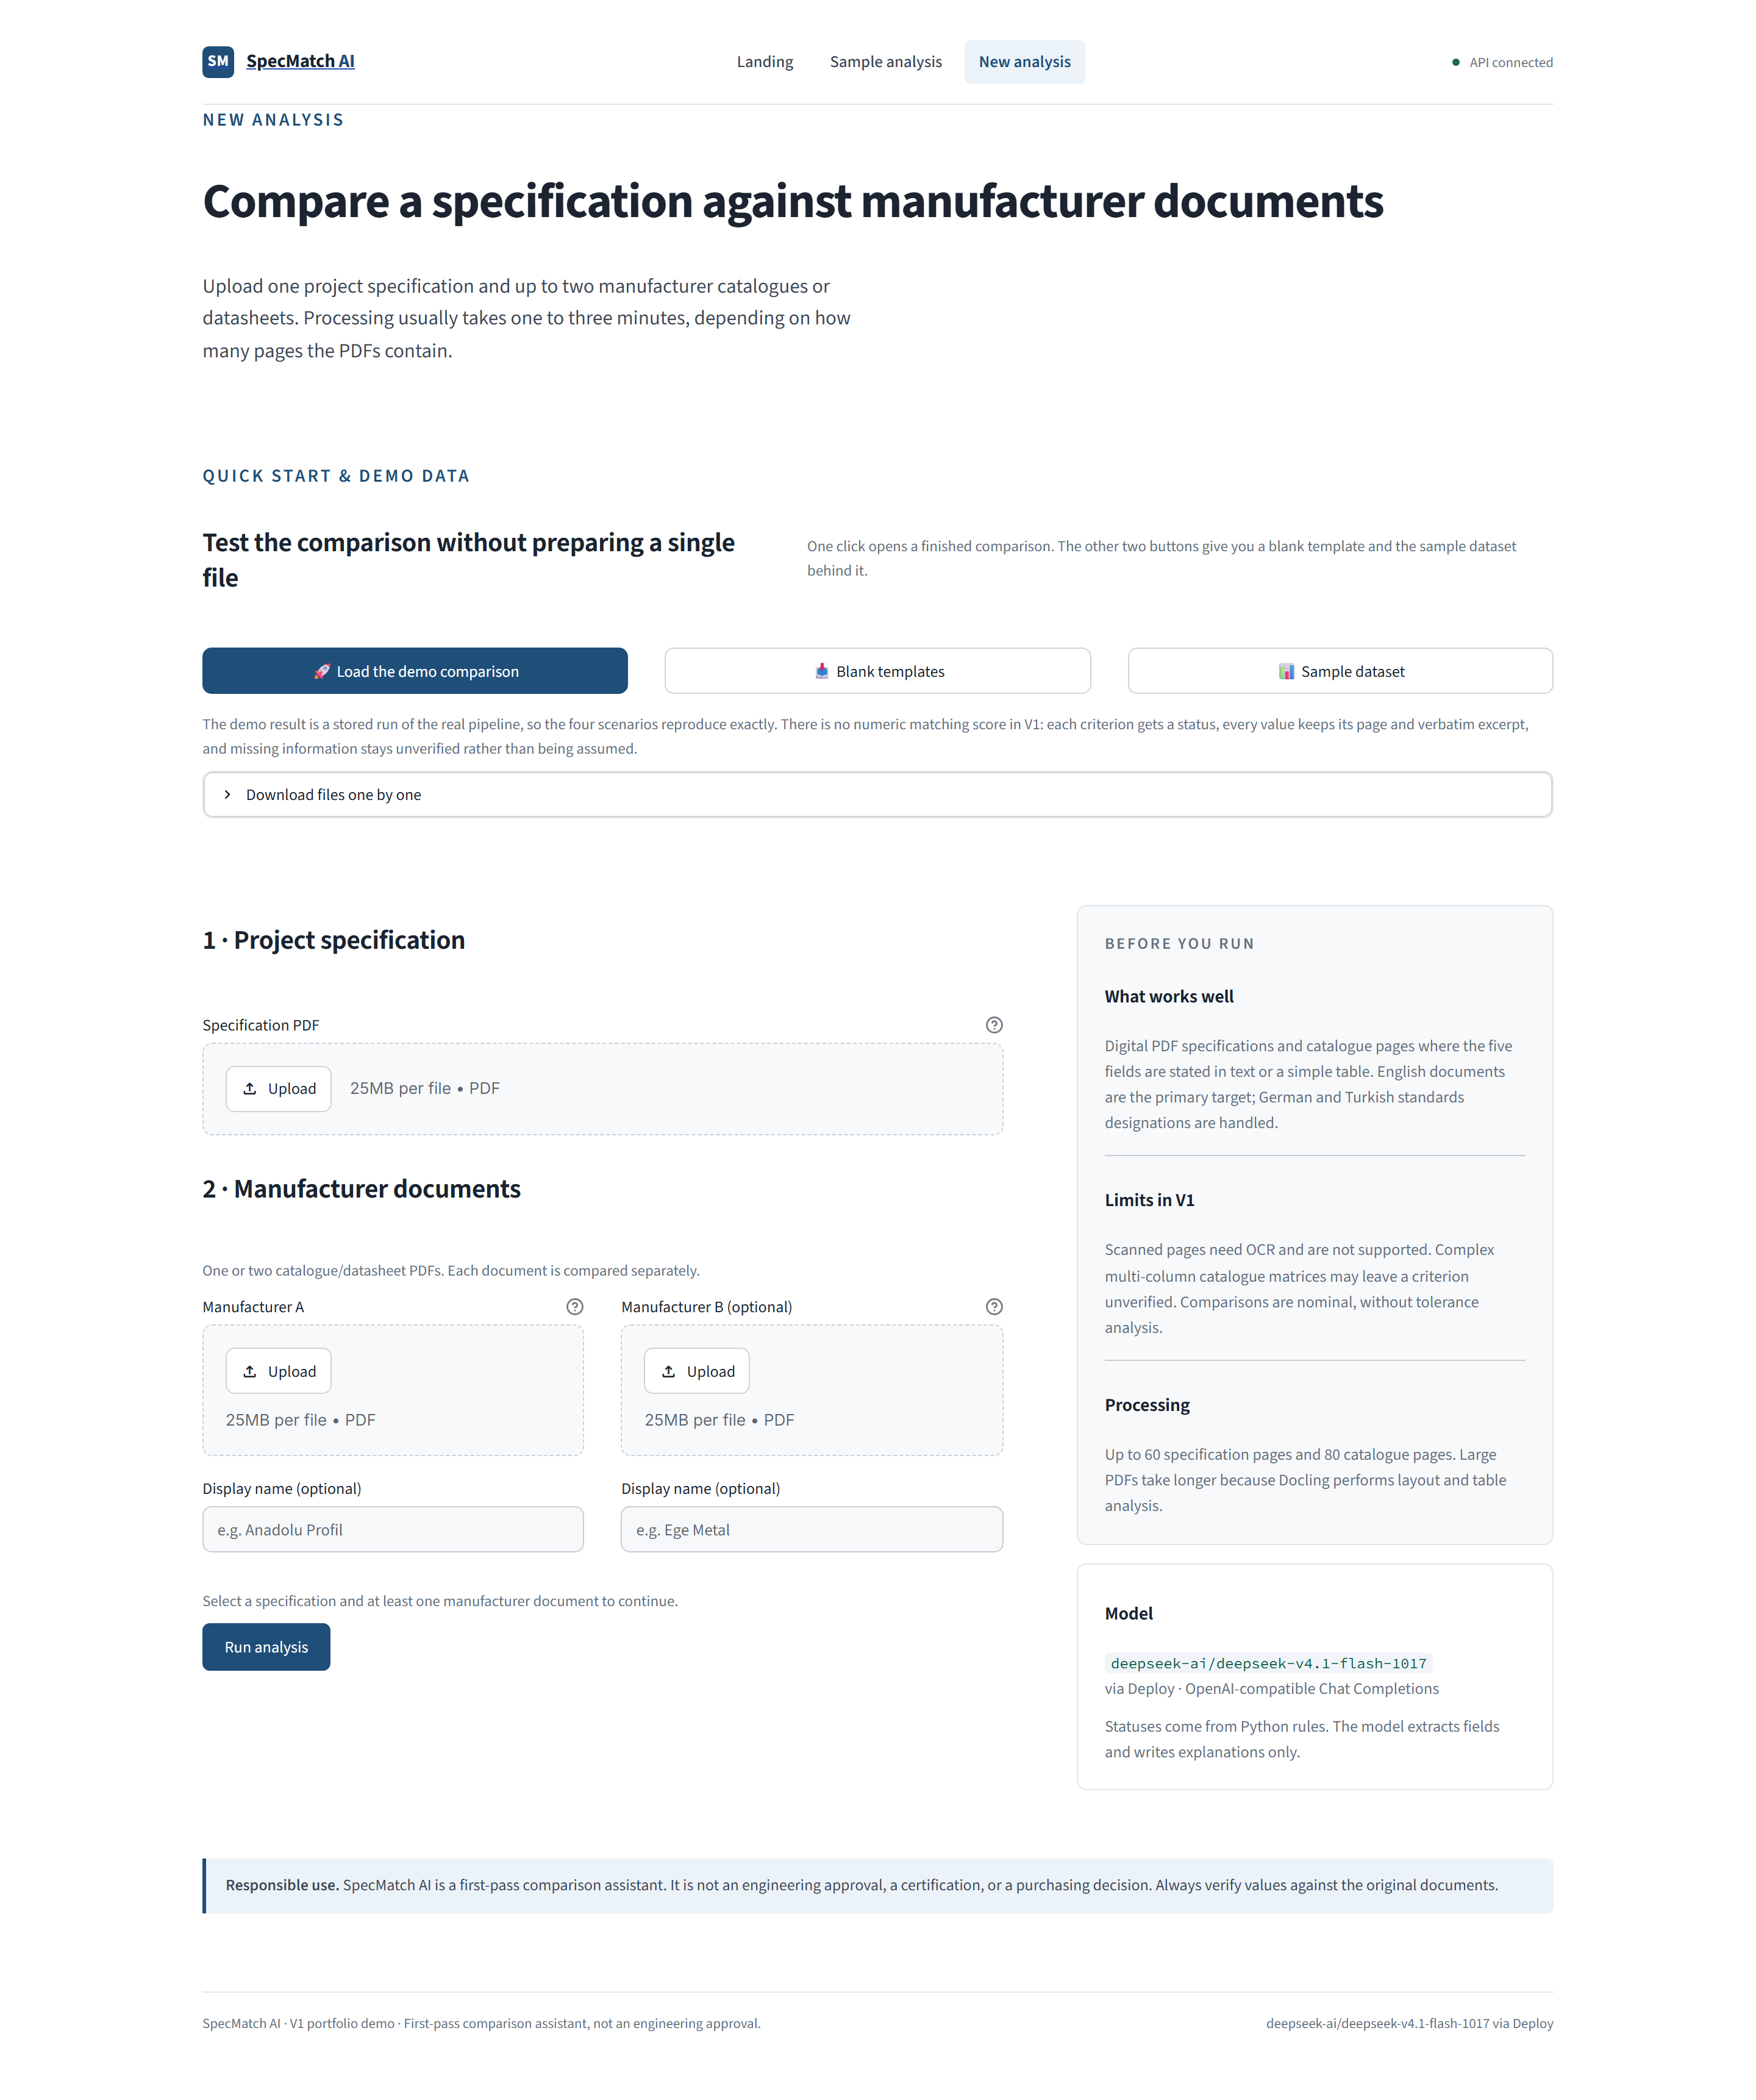 SM SpecMatch AI
Landing
Sample analysis
New analysis
API connected
NEW ANALYSIS
Compare a specification against manufacturer documents
Upload one project specification and up to two manufacturer catalogues or
datasheets. Processing usually takes one to three minutes, depending on how
many pages the PDFs contain.
QUICK START & DEMO DATA
Test the comparison without preparing a single
file
One click opens a finished comparison. The other two buttons give you a blank template and the sample dataset
behind it.
🚀 Load the demo comparison
📥 Blank templates
📊 Sample dataset
The demo result is a stored run of the real pipeline, so the four scenarios reproduce exactly. There is no numeric matching score in V1: each criterion gets a status, every value keeps its page and verbatim excerpt,
and missing information stays unverified rather than being assumed.
Download files one by one
1 · Project specification
Specification PDF
Upload
25MB per file • PDF
2 · Manufacturer documents
One or two catalogue/datasheet PDFs. Each document is compared separately.
Manufacturer A
Upload
25MB per file • PDF
Display name (optional)
e.g. Anadolu Profil
Manufacturer B (optional)
Upload
25MB per file • PDF
Display name (optional)
e.g. Ege Metal
Select a specification and at least one manufacturer document to continue.
Run analysis
BEFORE YOU RUN
What works well
Digital PDF specifications and catalogue pages where the five
fields are stated in text or a simple table. English documents
are the primary target; German and Turkish standards
designations are handled.
Limits in V1
Scanned pages need OCR and are not supported. Complex
multi-column catalogue matrices may leave a criterion
unverified. Comparisons are nominal, without tolerance
analysis.
Processing
Up to 60 specification pages and 80 catalogue pages. Large
PDFs take longer because Docling performs layout and table
analysis.
Model
deepseek-ai/deepseek-v4.1-flash-1017
via Deploy · OpenAI-compatible Chat Completions
Statuses come from Python rules. The model extracts fields
and writes explanations only.
Responsible use. SpecMatch AI is a first-pass comparison assistant. It is not an engineering approval, a certification, or a purchasing decision. Always verify values against the original documents.
SpecMatch AI · V1 portfolio demo · First-pass comparison assistant, not an engineering approval.
deepseek-ai/deepseek-v4.1-flash-1017 via Deploy